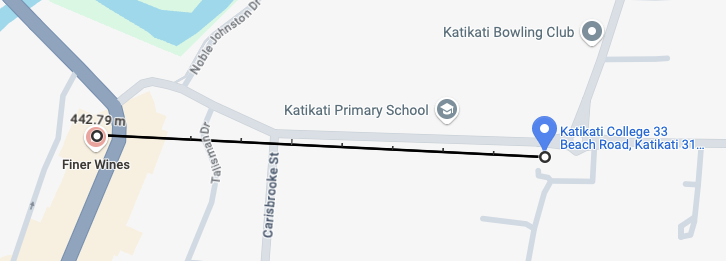 Noble Johnston Dr
Katikati Bowling Club
Katikati Primary School
442.79 m
Katikati College 33
Beach Road, Katikati 31...
Finer Wines
Talisman Dr
Carisbrooke St